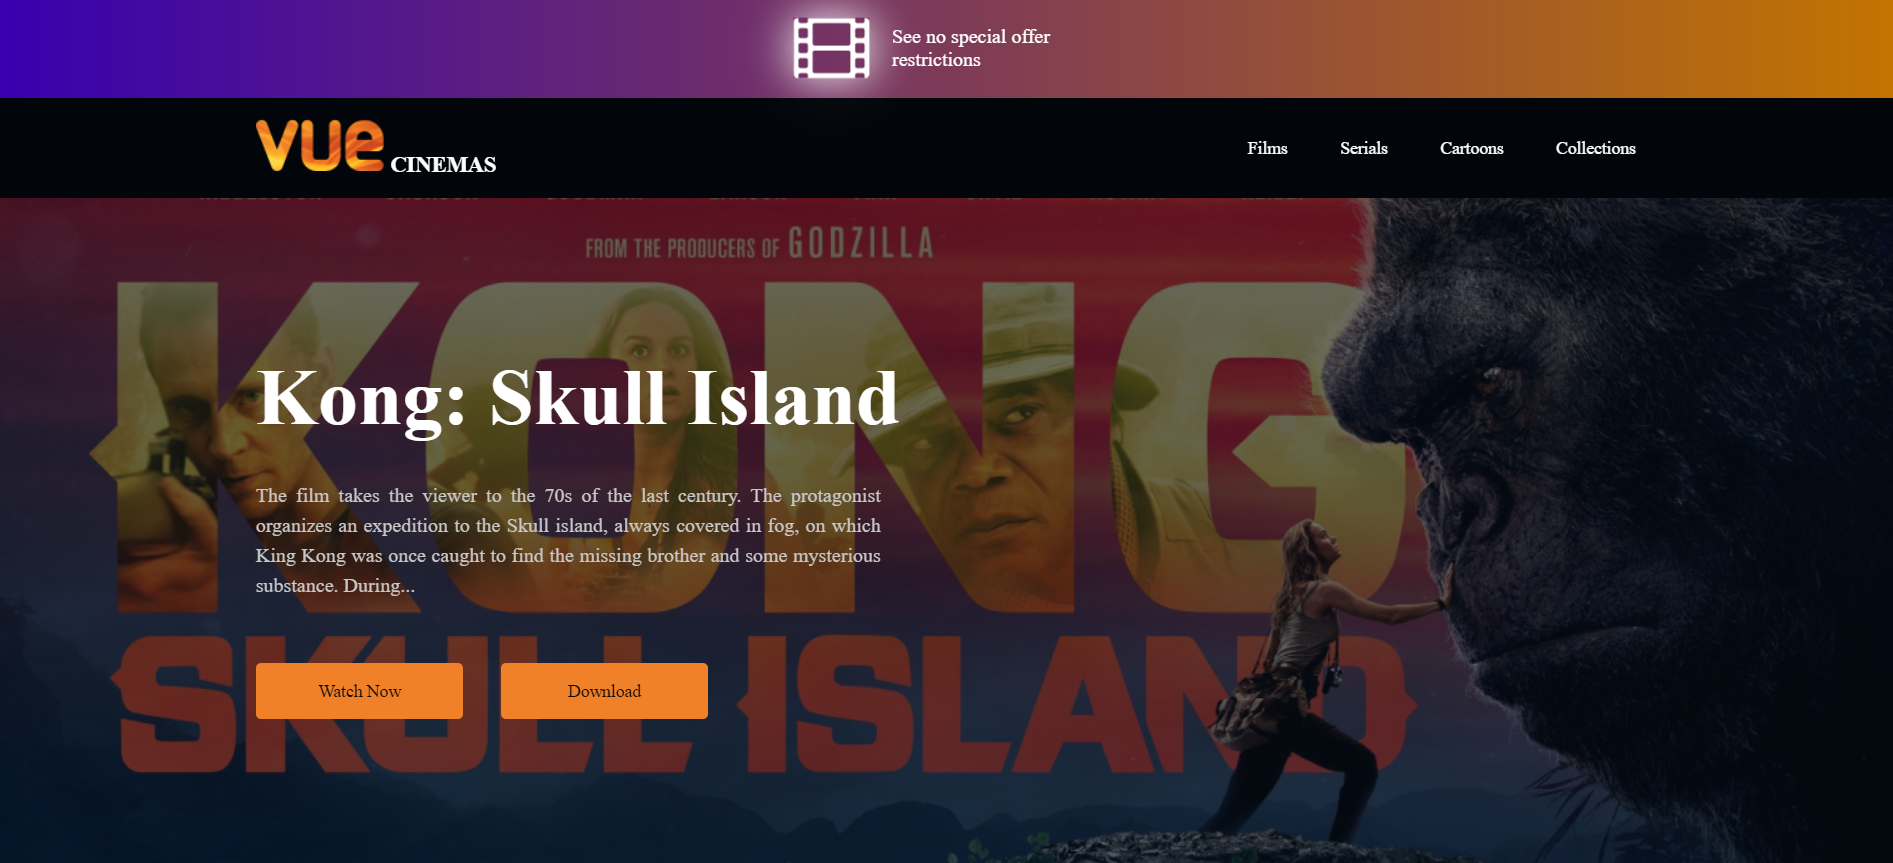 See no special offer
restrictions
vue CINEMAS
Films Serials Cartoons Collections
FROM THE PRODUCERS OF GODZILLA
KONG
Kong: Skull Island
The film takes the viewer to the 70s of the last century. The protagonist
organizes an expedition to the Skull island, always covered in fog, on which
King Kong was once caught to find the missing brother and some mysterious
substance. During...
SKULL ISLAND
Watch Now Download